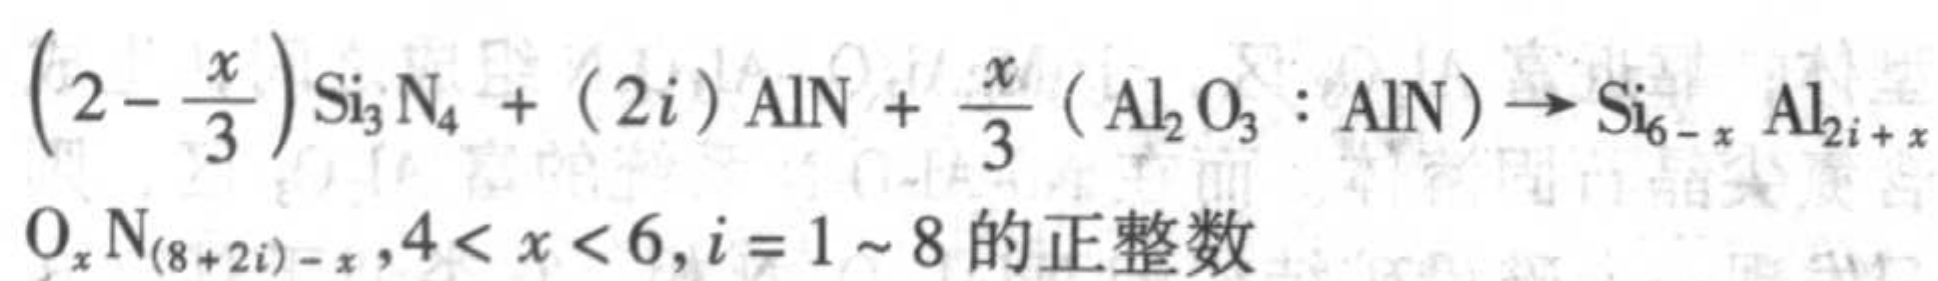 (2 - x/3)Si₃N₄ + (2i)AlN + x/3(Al₂O₃:AlN)→Si₆₋ₓ Al₂ᵢ₊ₓ
OₓN₍₈₊₂ᵢ₎₋ₓ,4 < x < 6,i = 1 ~ 8 的正整数